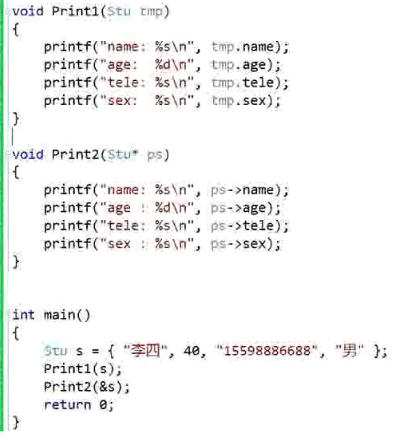 void Print1(Stu tmp)
{
    printf("name: %s\n", tmp.name);
    printf("age:  %d\n", tmp.age);
    printf("tele: %s\n", tmp.tele);
    printf("sex:  %s\n", tmp.sex);
}
void Print2(Stu* ps)
{
    printf("name: %s\n", ps->name);
    printf("age : %d\n", ps->age);
    printf("tele: %s\n", ps->tele);
    printf("sex : %s\n", ps->sex);
}
int main()
{
    Stu s = { "李四", 40, "15598886688", "男" };
    Print1(s);
    Print2(&s);
    return 0;
}